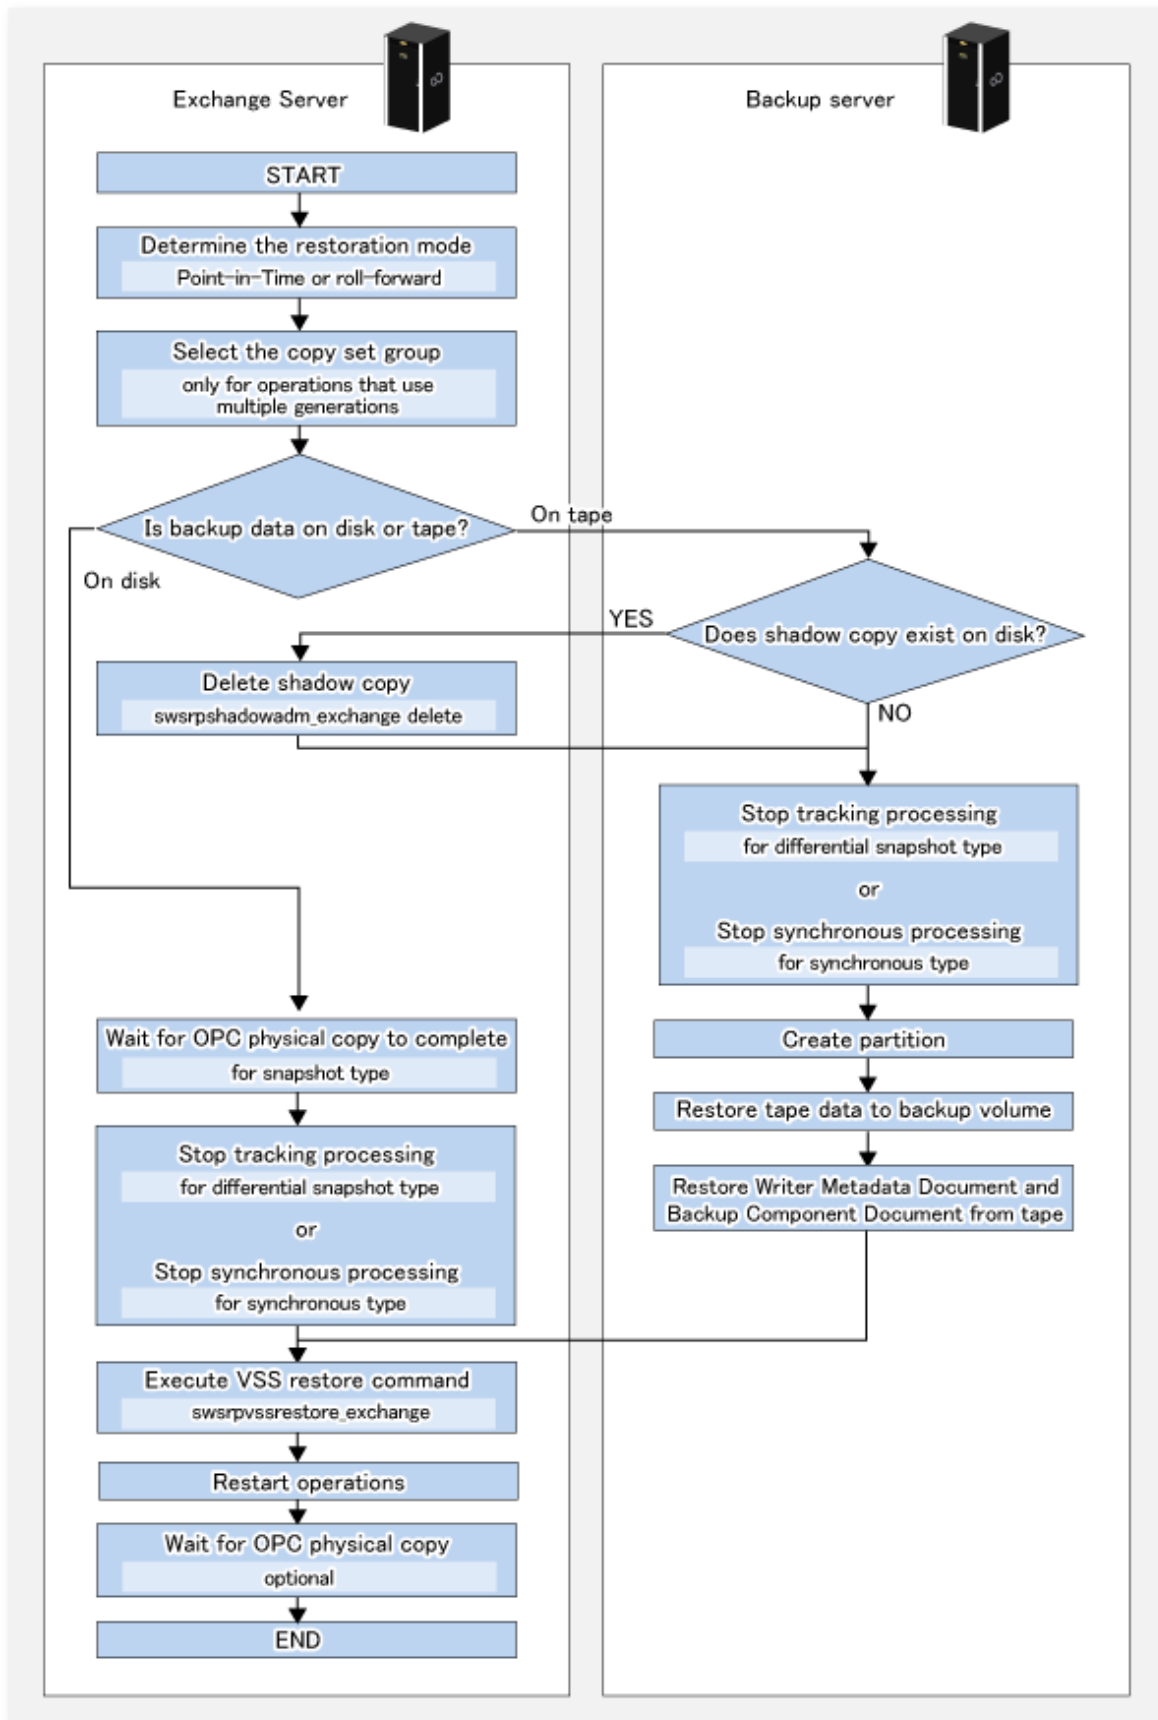 Exchange Server
Backup server
START
Determine the restoration mode
Point-in-Time or roll-forward
Select the copy set group
only for operations that use
multiple generations
Is backup data on disk or tape?
On tape
On disk
Does shadow copy exist on disk?
YES
NO
Delete shadow copy
swsrpshadowadm_exchange delete
Stop tracking processing
for differential snapshot type
or
Stop synchronous processing
for synchronous type
Create partition
Restore tape data to backup volume
Restore Writer Metadata Document and
Backup Component Document from tape
Wait for OPC physical copy to complete
for snapshot type
Stop tracking processing
for differential snapshot type
or
Stop synchronous processing
for synchronous type
Execute VSS restore command
swsrpvssrestore_exchange
Restart operations
Wait for OPC physical copy
optional
END